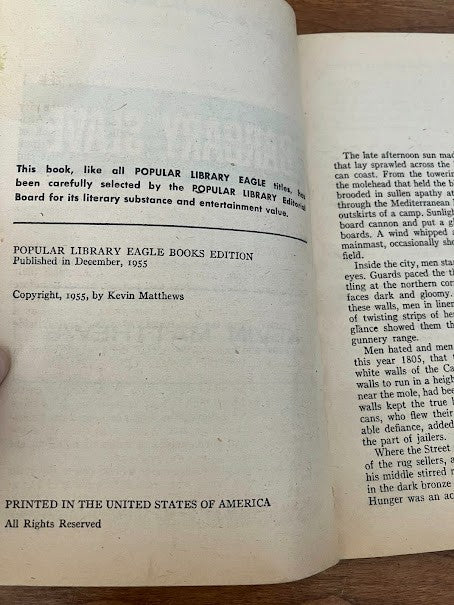 This book, like all POPULAR LIBRARY EAGLE titles, has
been carefully selected by the POPULAR LIBRARY Editorial
Board for its literary substance and entertainment value.
POPULAR LIBRARY EAGLE BOOKS EDITION
Published in December, 1955
Copyright, 1955, by Kevin Matthews
PRINTED IN THE UNITED STATES OF AMERICA
All Rights Reserved
The late afternoon sun mad
that lay sprawled across the
can coast. From the towerin
the molehead that held the b
brooded in sullen apathy at
through the Mediterranean
outskirts of a camp. Sunlig
board cannon and put a g
boards. A wind whipped a
mainmast, occasionally sho
field.
Inside the city, men sta
eyes. Guards paced the t
tling at the northern cor
faces dark and gloomy.
these walls, men in liner
of twisting strips of be
glance showed them th
gunnery range.
Men hated and men
this year 1805, that
white walls of the Ca
walls to run in a heigh
near the mole, had bee
walls kept the true
cans, who flew their
able defiance, added
the part of jailers.
Where the Street
of the rug sellers, a
his middle stirred r
in the dark bronze
Hunger was an ac